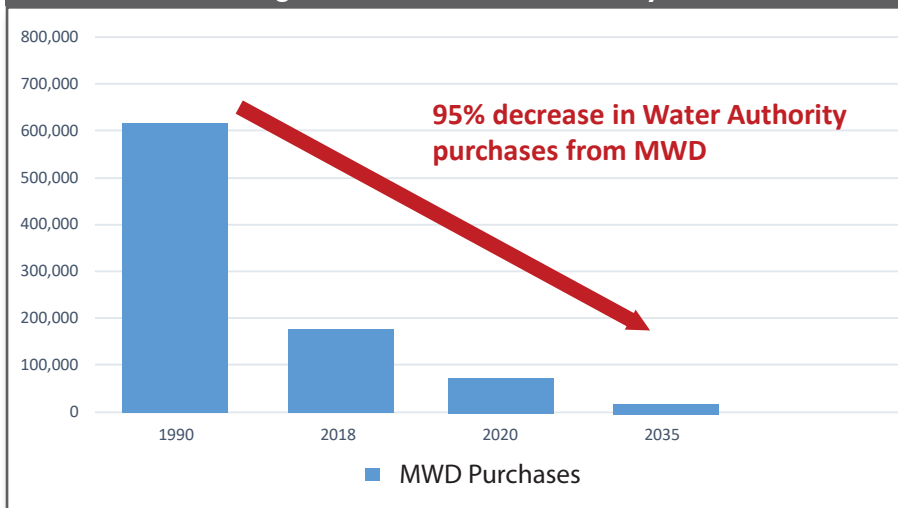 800,000
700,000
600,000
500,000
400,000
300,000
200,000
100,000
0
95% decrease in Water Authority
purchases from MWD
1990 2018 2020 2035
MWD Purchases